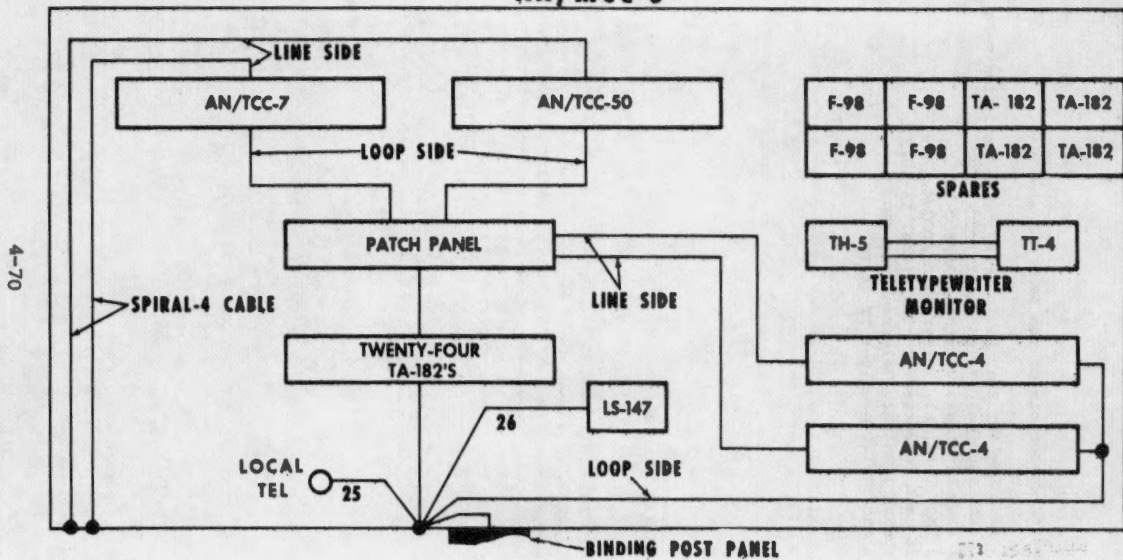 LINE SIDE
AN/TCC-7
AN/TCC-50
F-98 F-98 TA-182 TA-182
F-98 F-98 TA-182 TA-182
SPARES
LOOP SIDE
PATCH PANEL
TH-5
TT-4
TELETYPEWRITER
MONITOR
LINE SIDE
4-70
SPIRAL-4 CABLE
TWENTY-FOUR
TA-182'S
AN/TCC-4
LS-147
26
AN/TCC-4
LOCAL
TEL
25
LOOP SIDE
BINDING POST PANEL